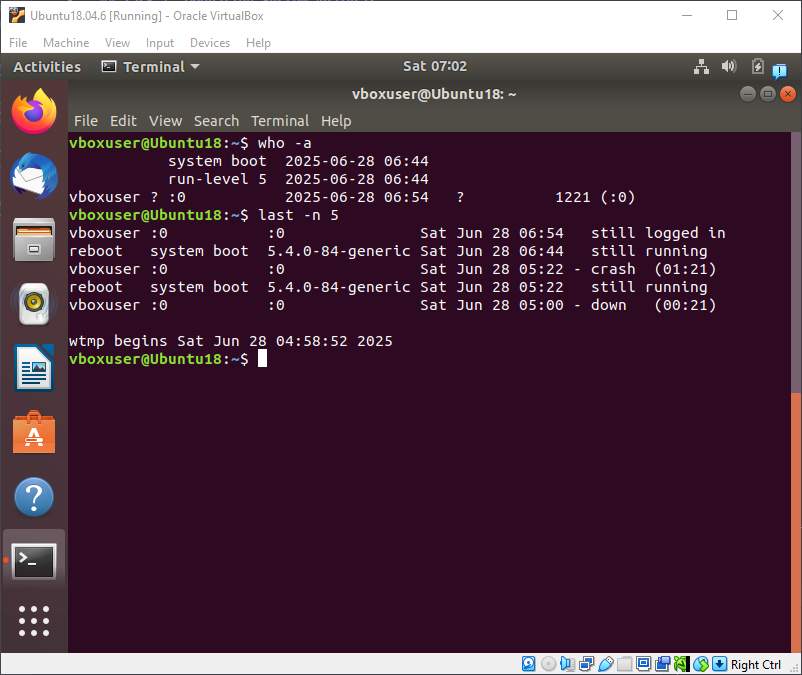 Ubuntu18.04.6 [Running] - Oracle VirtualBox
File Machine View Input Devices Help
Activities Terminal Sat 07:02
vboxuser@Ubuntu18: ~
File Edit View Search Terminal Help
vboxuser@Ubuntu18:~$ who -a
           system boot  2025-06-28 06:44
           run-level 5  2025-06-28 06:44
vboxuser ? :0           2025-06-28 06:54   ?          1221 (:0)
vboxuser@Ubuntu18:~$ last -n 5
vboxuser :0           :0               Sat Jun 28 06:54   still logged in
reboot   system boot  5.4.0-84-generic Sat Jun 28 06:44   still running
vboxuser :0           :0               Sat Jun 28 05:22 - crash  (01:21)
reboot   system boot  5.4.0-84-generic Sat Jun 28 05:22   still running
vboxuser :0           :0               Sat Jun 28 05:00 - down   (00:21)

wtmp begins Sat Jun 28 04:58:52 2025
vboxuser@Ubuntu18:~$
Right Ctrl